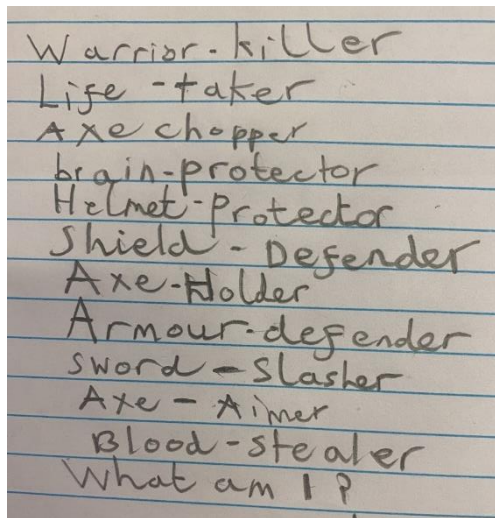 Warrior-killer
Life-taker
Axe chopper
brain-protector
Helmet-protector
Shield-Defender
Axe-Holder
Armour-defender
Sword-Slasher
Axe-Aimer
Blood-stealer
What am I?